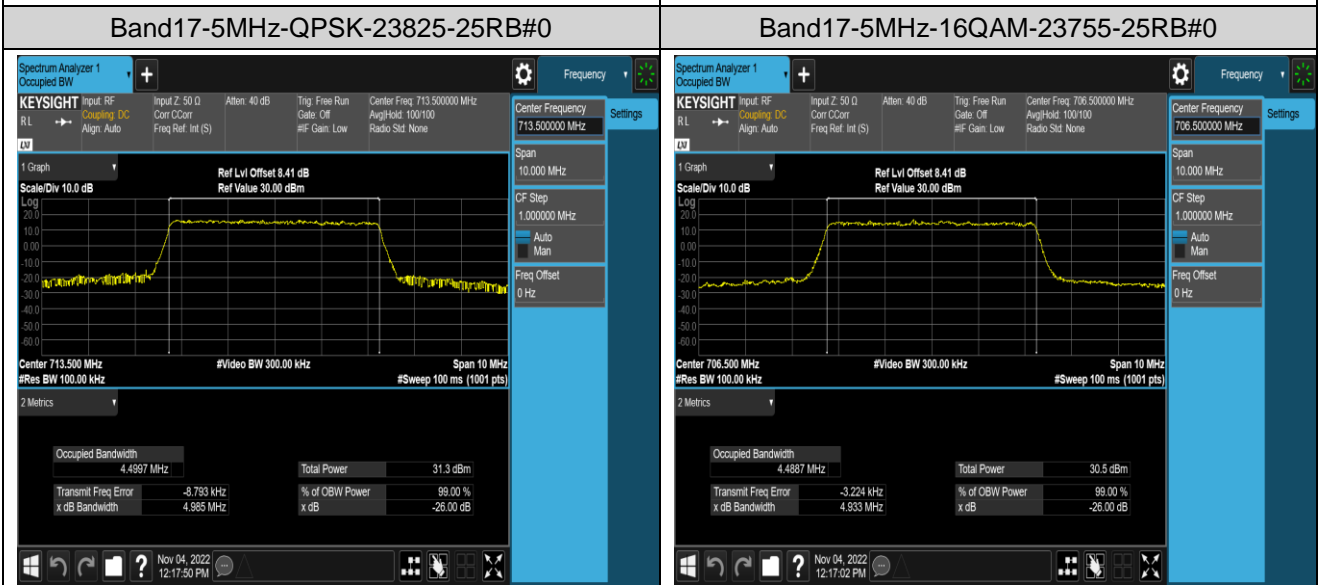 Band17-5MHz-QPSK-23825-25RB#0
Spectrum Analyzer 1
Occupied BW
Frequency
KEYSIGHT
RL
LXI
Input: RF
Coupling: DC
Align: Auto
Input Z: 50 Ω
Corr CCorr
Freq Ref: Int (S)
Atten: 40 dB
Trig: Free Run
Gate: Off
#IF Gain: Low
Center Freq: 713.500000 MHz
Avg|Hold: 100/100
Radio Std: None
Center Frequency
713.500000 MHz
Settings
Span
10.000 MHz
CF Step
1.000000 MHz
Auto
Man
Freq Offset
0 Hz
1 Graph
Scale/Div 10.0 dB
Ref Lvl Offset 8.41 dB
Ref Value 30.00 dBm
Log
20.0
10.0
0.00
-10.0
-20.0
-30.0
-40.0
-50.0
-60.0
Center 713.500 MHz
#Video BW 300.00 kHz
Span 10 MHz
#Res BW 100.00 kHz
#Sweep 100 ms (1001 pts)
2 Metrics
Occupied Bandwidth
4.4997 MHz
Total Power 31.3 dBm
Transmit Freq Error -8.793 kHz
% of OBW Power 99.00 %
x dB Bandwidth 4.985 MHz
x dB -26.00 dB
Nov 04, 2022
12:17:50 PM
Band17-5MHz-16QAM-23755-25RB#0
Spectrum Analyzer 1
Occupied BW
Frequency
KEYSIGHT
RL
LXI
Input: RF
Coupling: DC
Align: Auto
Input Z: 50 Ω
Corr CCorr
Freq Ref: Int (S)
Atten: 40 dB
Trig: Free Run
Gate: Off
#IF Gain: Low
Center Freq: 706.500000 MHz
Avg|Hold: 100/100
Radio Std: None
Center Frequency
706.500000 MHz
Settings
Span
10.000 MHz
CF Step
1.000000 MHz
Auto
Man
Freq Offset
0 Hz
1 Graph
Scale/Div 10.0 dB
Ref Lvl Offset 8.41 dB
Ref Value 30.00 dBm
Log
20.0
10.0
0.00
-10.0
-20.0
-30.0
-40.0
-50.0
-60.0
Center 706.500 MHz
#Video BW 300.00 kHz
Span 10 MHz
#Res BW 100.00 kHz
#Sweep 100 ms (1001 pts)
2 Metrics
Occupied Bandwidth
4.4887 MHz
Total Power 30.5 dBm
Transmit Freq Error -3.224 kHz
% of OBW Power 99.00 %
x dB Bandwidth 4.933 MHz
x dB -26.00 dB
Nov 04, 2022
12:17:02 PM